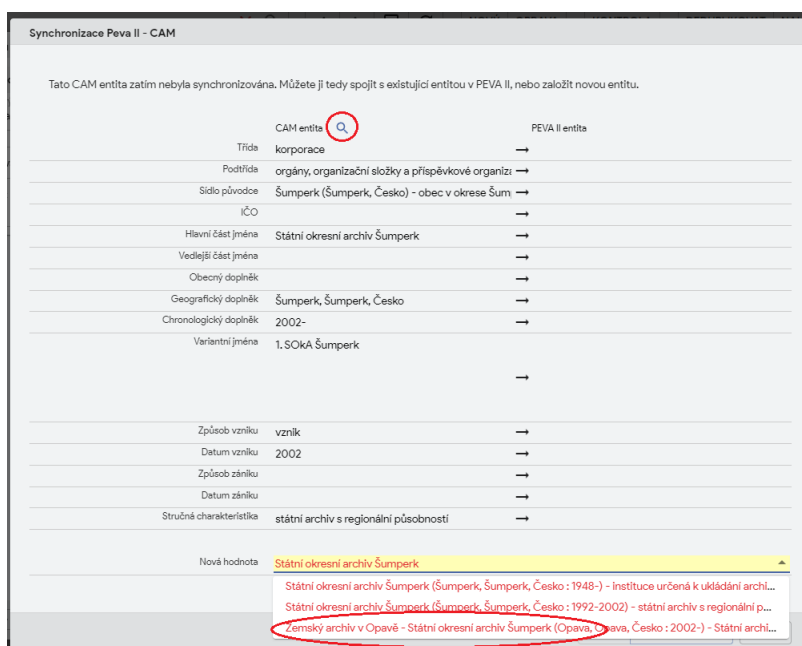 Synchronizace Peva II - CAM
Tato CAM entita zatím nebyla synchronizována. Můžete ji tedy spojit s existující entitou v PEVA II, nebo založit novou entitu.
CAM entita PEVA II entita
Třída korporace →
Podtřída orgány, organizační složky a příspěvkové organiza →
Sídlo původce Šumperk (Šumperk, Česko) - obec v okrese Šum →
IČO →
Hlavní část jména Státní okresní archiv Šumperk →
Vedlejší část jména →
Obecný doplněk →
Geografický doplněk Šumperk, Šumperk, Česko →
Chronologický doplněk 2002- →
Variantní jména 1. SOkA Šumperk →
Způsob vzniku vznik →
Datum vzniku 2002 →
Způsob zániku →
Datum zániku →
Stručná charakteristika státní archiv s regionální působností →
Nová hodnota Státní okresní archiv Šumperk
Státní okresní archiv Šumperk (Šumperk, Šumperk, Česko : 1948-) - instituce určená k ukládání archi...
Státní okresní archiv Šumperk (Šumperk, Šumperk, Česko : 1992-2002) - státní archiv s regionální p...
Zemský archiv v Opavě - Státní okresní archiv Šumperk (Opava, Opava, Česko : 2002-) - Státní archi...